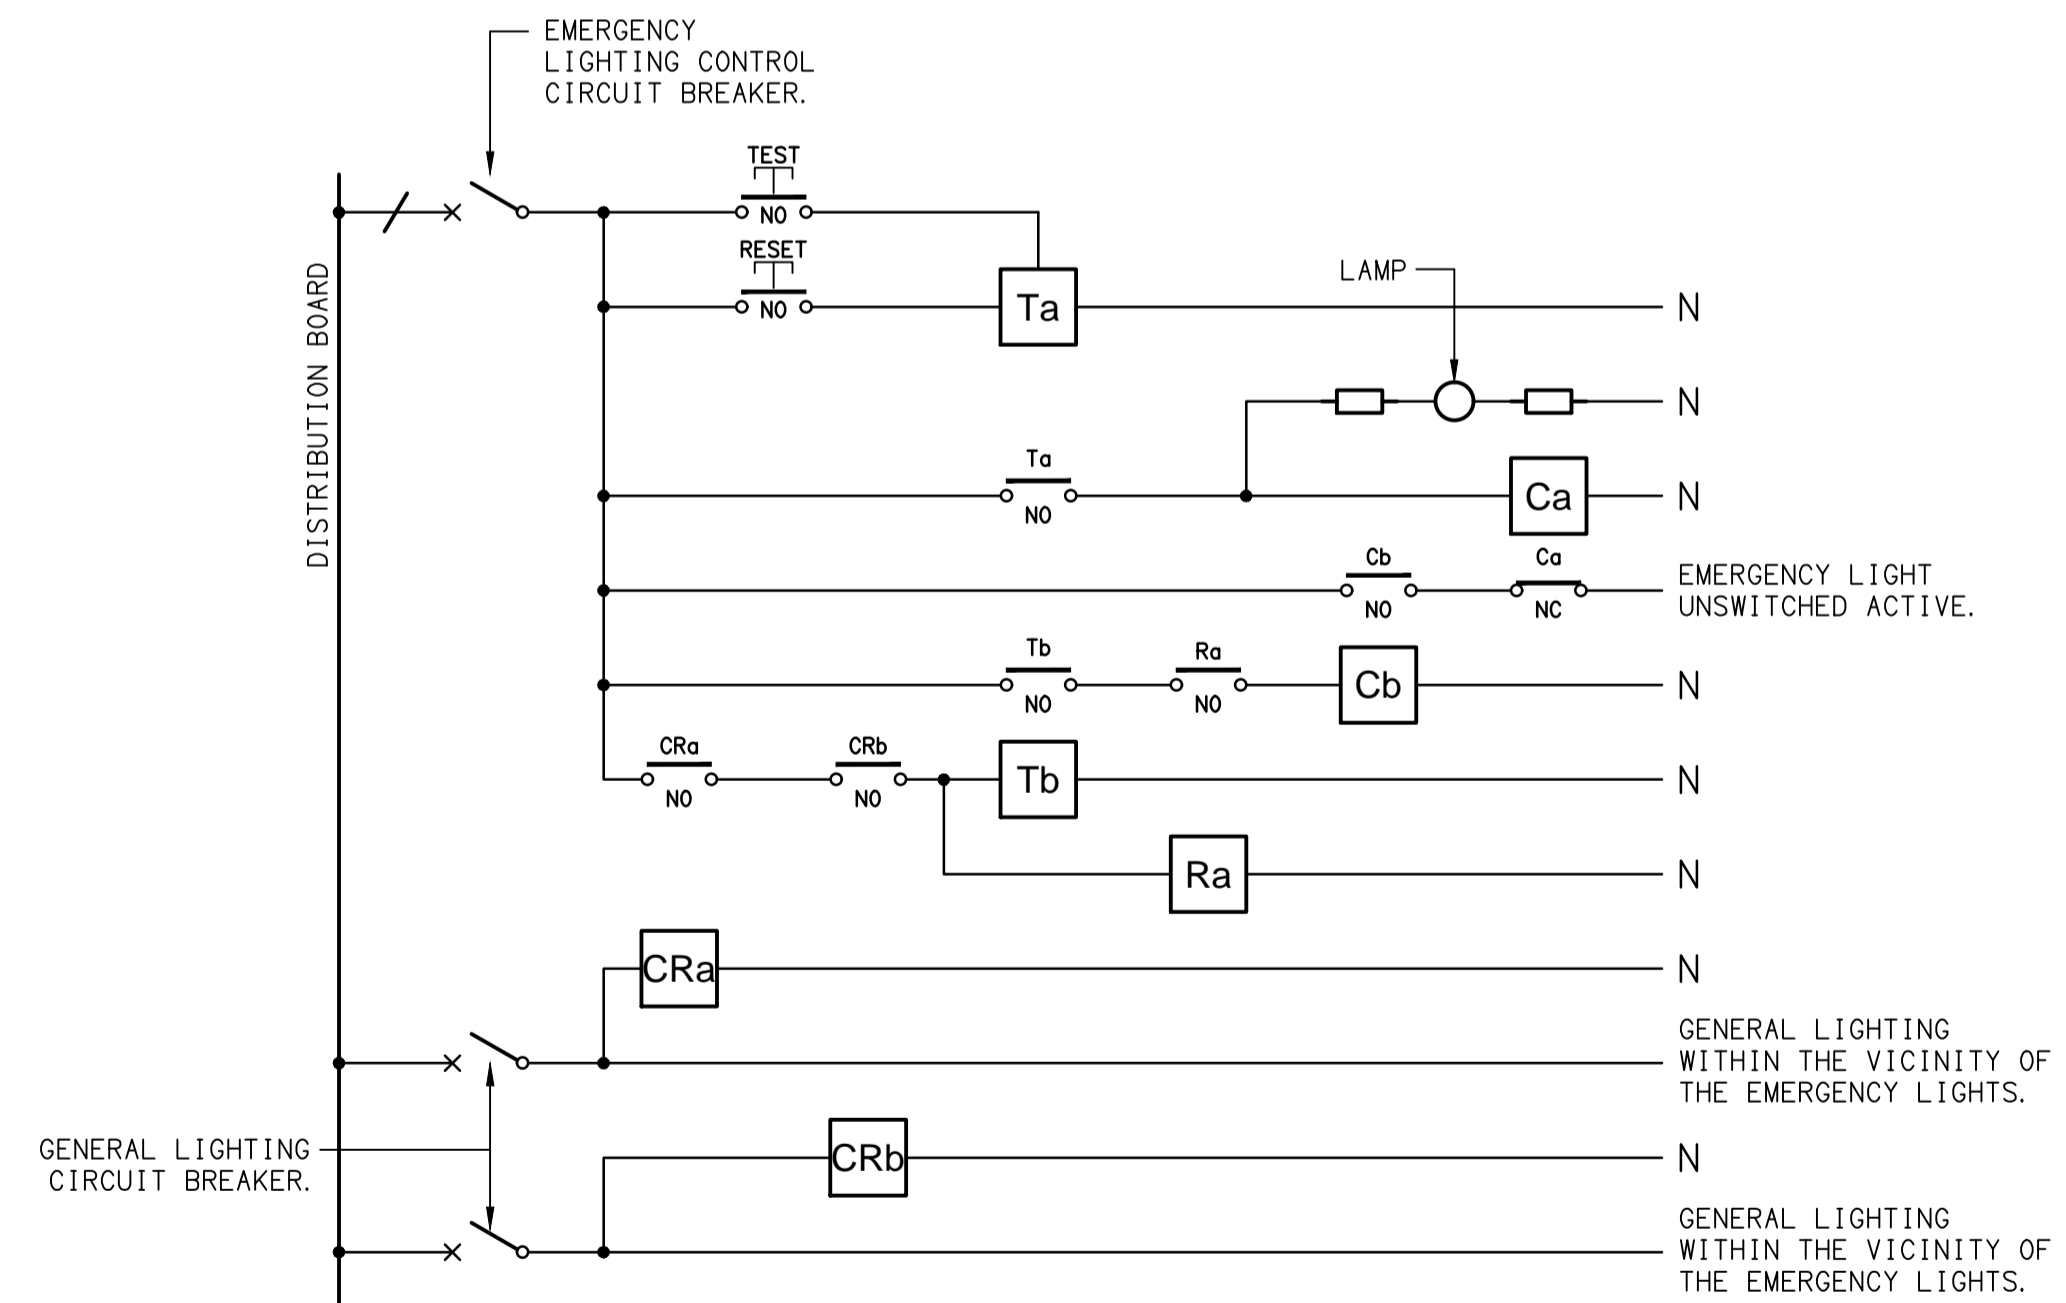 EMERGENCY
LIGHTING CONTROL
CIRCUIT BREAKER.
TEST
NO
RESET
NO
DISTRIBUTION BOARD
Ta
N
LAMP
N
Ta
NO
Ca
N
Cb
NO
Ca
NC
EMERGENCY LIGHT
UNSWITCHED ACTIVE.
Tb
NO
Ra
NO
Cb
N
CRa
NO
CRb
NO
Tb
N
Ra
N
CRa
N
GENERAL LIGHTING
WITHIN THE VICINITY OF
THE EMERGENCY LIGHTS.
GENERAL LIGHTING
CIRCUIT BREAKER.
CRb
N
GENERAL LIGHTING
WITHIN THE VICINITY OF
THE EMERGENCY LIGHTS.